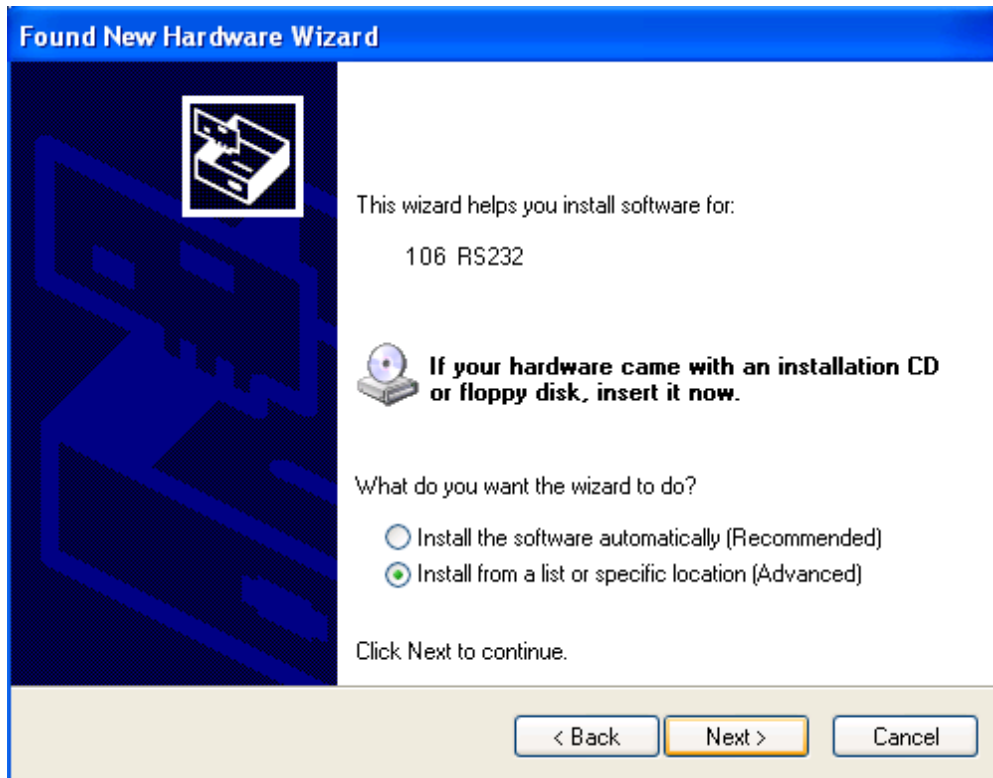 Found New Hardware Wizard
This wizard helps you install software for:
106 RS232
If your hardware came with an installation CD
or floppy disk, insert it now.
What do you want the wizard to do?
Install the software automatically (Recommended)
Install from a list or specific location (Advanced)
Click Next to continue.
< Back
Next >
Cancel